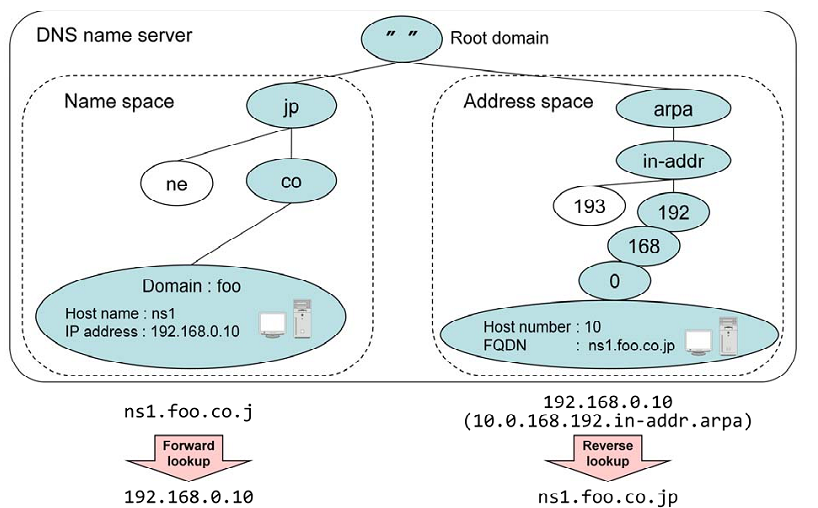 DNS name server
" "
Root domain
Name space
jp
ne
co
Domain : foo
Host name : ns1
IP address : 192.168.0.10
Address space
arpa
in-addr
193
192
168
0
Host number : 10
FQDN : ns1.foo.co.jp
ns1.foo.co.j
Forward
lookup
192.168.0.10
192.168.0.10
(10.0.168.192.in-addr.arpa)
Reverse
lookup
ns1.foo.co.jp